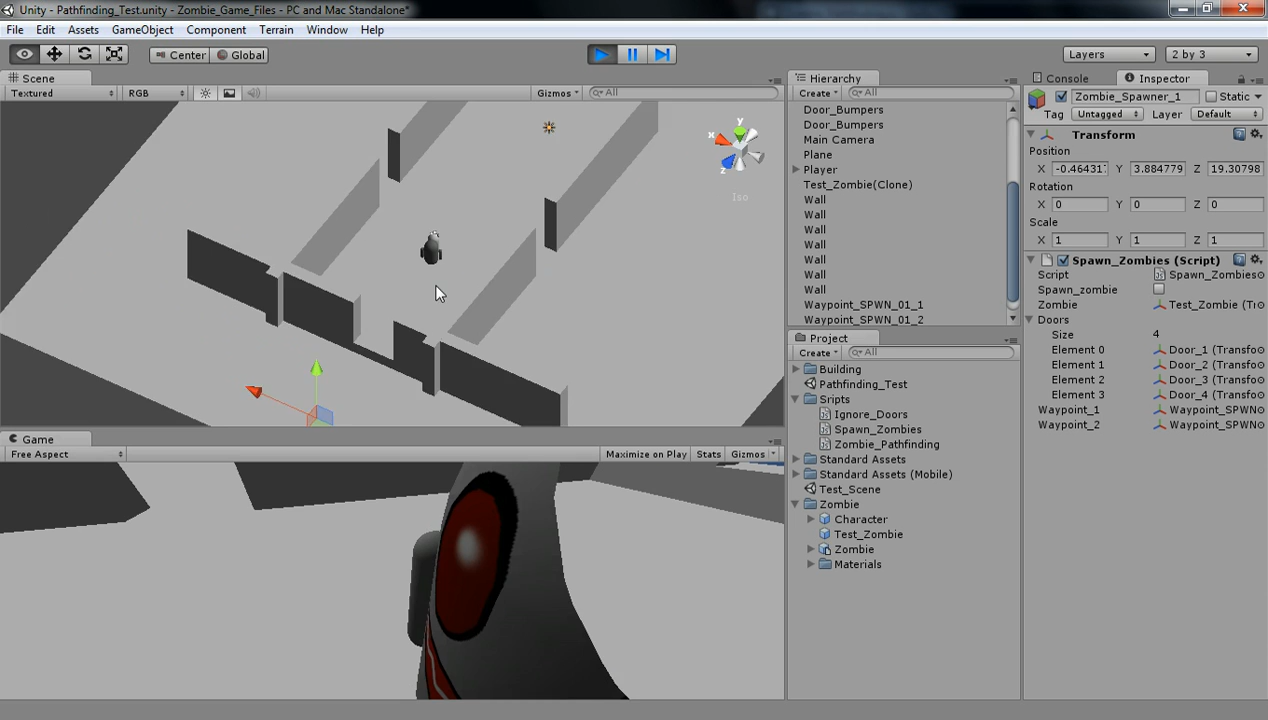 Unity - Pathfinding_Test.unity - Zombie_Game_Files - PC and Mac Standalone*
File Edit Assets GameObject Component Terrain Window Help
Center Global Layers 2 by 3
Scene
Textured RGB Gizmos All
y
x
z
Iso
Game
Free Aspect Maximize on Play Stats Gizmos
Hierarchy
Create All
Door_Bumpers
Door_Bumpers
Main Camera
Plane
Player
Test_Zombie(Clone)
Wall
Wall
Wall
Wall
Wall
Wall
Wall
Waypoint_SPWN_01_1
Waypoint_SPWN_01_2
Project
Create All
Building
Pathfinding_Test
Sripts
Ignore_Doors
Spawn_Zombies
Zombie_Pathfinding
Standard Assets
Standard Assets (Mobile)
Test_Scene
Zombie
Character
Test_Zombie
Zombie
Materials
Console Inspector
Zombie_Spawner_1 Static
Tag Untagged Layer Default
Transform
Position
X -0.46431 Y 3.884779 Z 19.30798
Rotation
X 0 Y 0 Z 0
Scale
X 1 Y 1 Z 1
Spawn_Zombies (Script)
Script Spawn_Zombies
Spawn_zombie
Zombie Test_Zombie (Tr
Doors
Size 4
Element 0 Door_1 (Transfo
Element 1 Door_2 (Transfo
Element 2 Door_3 (Transfo
Element 3 Door_4 (Transfo
Waypoint_1 Waypoint_SPWN
Waypoint_2 Waypoint_SPWN